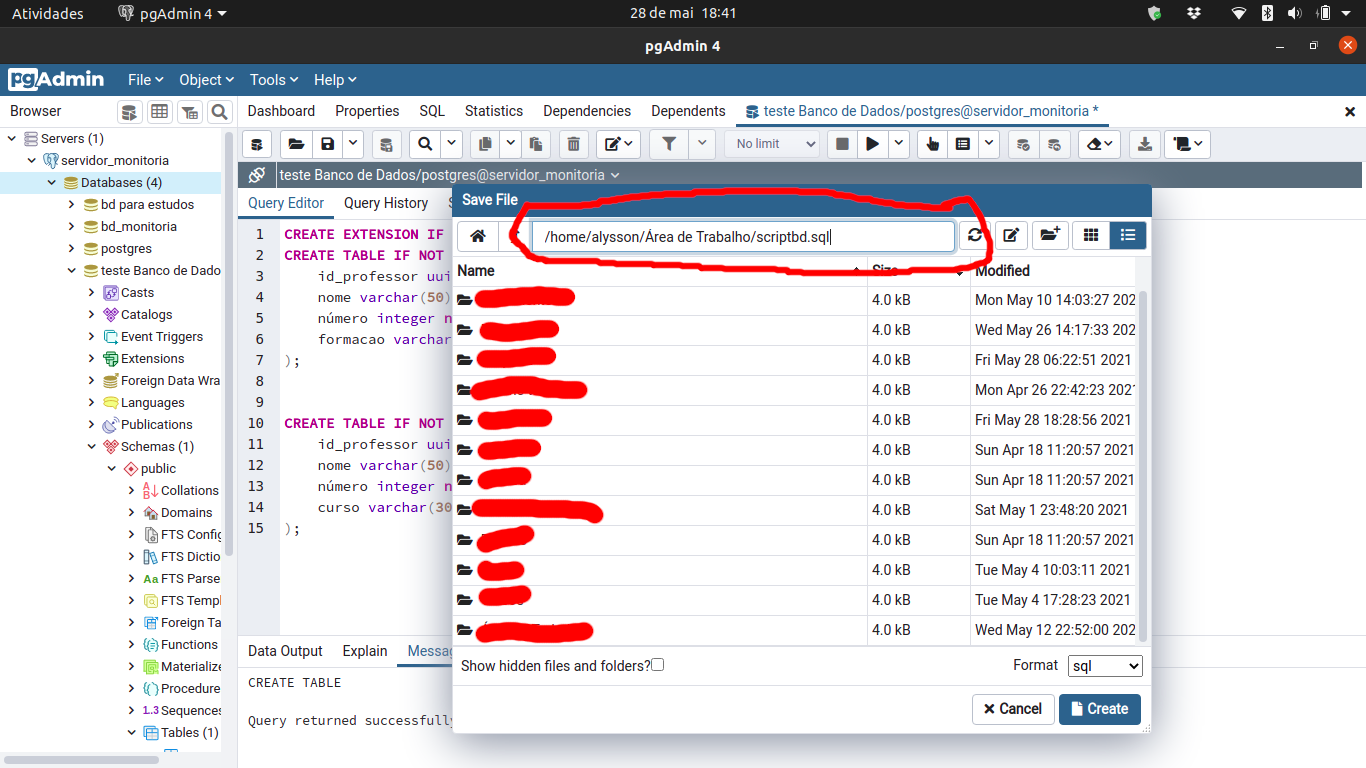 Atividades
pgAdmin 4
28 de mai 18:41
pgAdmin 4
pgAdmin
File
Object
Tools
Help
Browser
Dashboard
Properties
SQL
Statistics
Dependencies
Dependents
teste Banco de Dados/postgres@servidor_monitoria *
No limit
teste Banco de Dados/postgres@servidor_monitoria
Query Editor
Query History
Servers (1)
servidor_monitoria
Databases (4)
bd para estudos
bd_monitoria
postgres
teste Banco de Dado
Casts
Catalogs
Event Triggers
Extensions
Foreign Data Wra
Languages
Publications
Schemas (1)
public
Collations
Domains
FTS Config
FTS Dictio
FTS Parse
FTS Templ
Foreign Ta
Functions
Materialize
Procedure
1..3 Sequences
Tables (1)
1 CREATE EXTENSION IF
2 CREATE TABLE IF NOT
3 id_professor uui
4 nome varchar(50)
5 número integer n
6 formacao varchar
7 );
8
9
10 CREATE TABLE IF NOT
11 id_professor uui
12 nome varchar(50)
13 número integer n
14 curso varchar(30
15 );
Data Output
Explain
Messag
CREATE TABLE
Query returned successfully
Save File
/home/alysson/Área de Trabalho/scriptbd.sql
Name
Size
Modified
4.0 kB Mon May 10 14:03:27 202
4.0 kB Wed May 26 14:17:33 202
4.0 kB Fri May 28 06:22:51 2021
4.0 kB Mon Apr 26 22:42:23 202
4.0 kB Fri May 28 18:28:56 2021
4.0 kB Sun Apr 18 11:20:57 2021
4.0 kB Sun Apr 18 11:20:57 2021
4.0 kB Sat May 1 23:48:20 2021
4.0 kB Sun Apr 18 11:20:57 2021
4.0 kB Tue May 4 10:03:11 2021
4.0 kB Tue May 4 17:28:23 2021
4.0 kB Wed May 12 22:52:00 202
Show hidden files and folders?
Format
sql
Cancel
Create